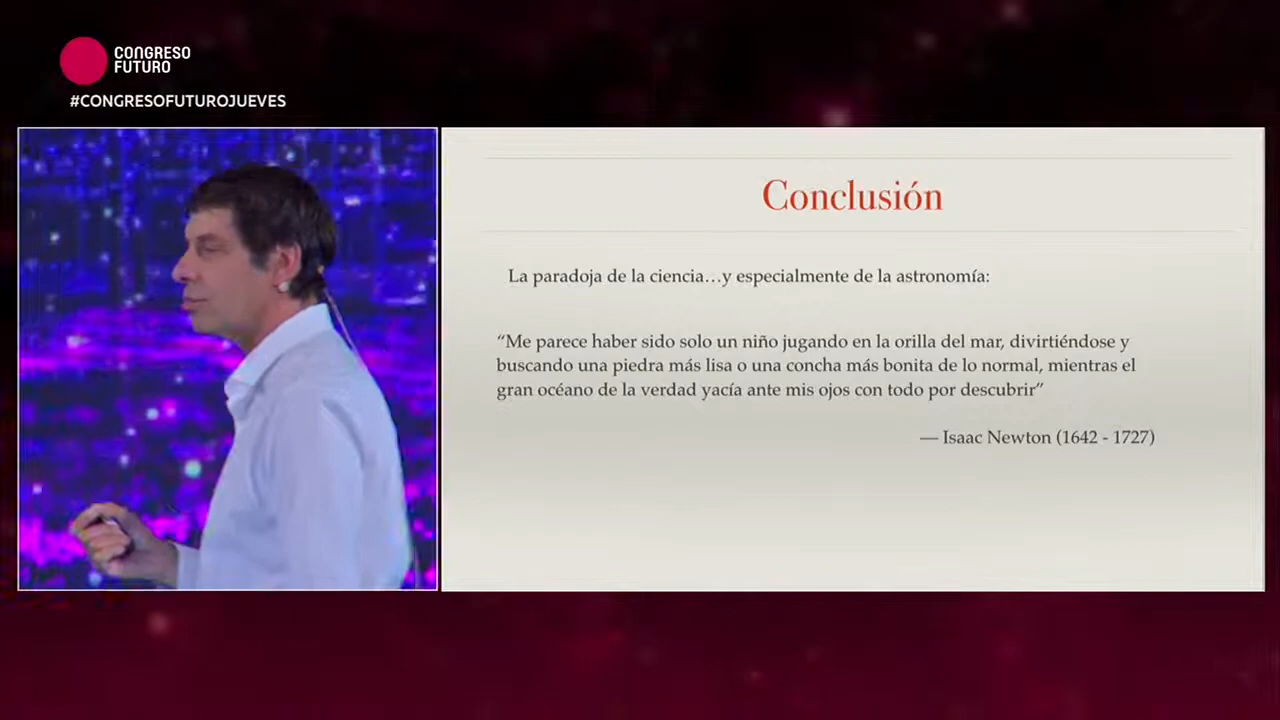 CONGRESO
FUTURO
#CONGRESOFUTUROJUEVES
Conclusión
La paradoja de la ciencia…y especialmente de la astronomía:
“Me parece haber sido solo un niño jugando en la orilla del mar, divirtiéndose y
buscando una piedra más lisa o una concha más bonita de lo normal, mientras el
gran océano de la verdad yacía ante mis ojos con todo por descubrir”
— Isaac Newton (1642 - 1727)